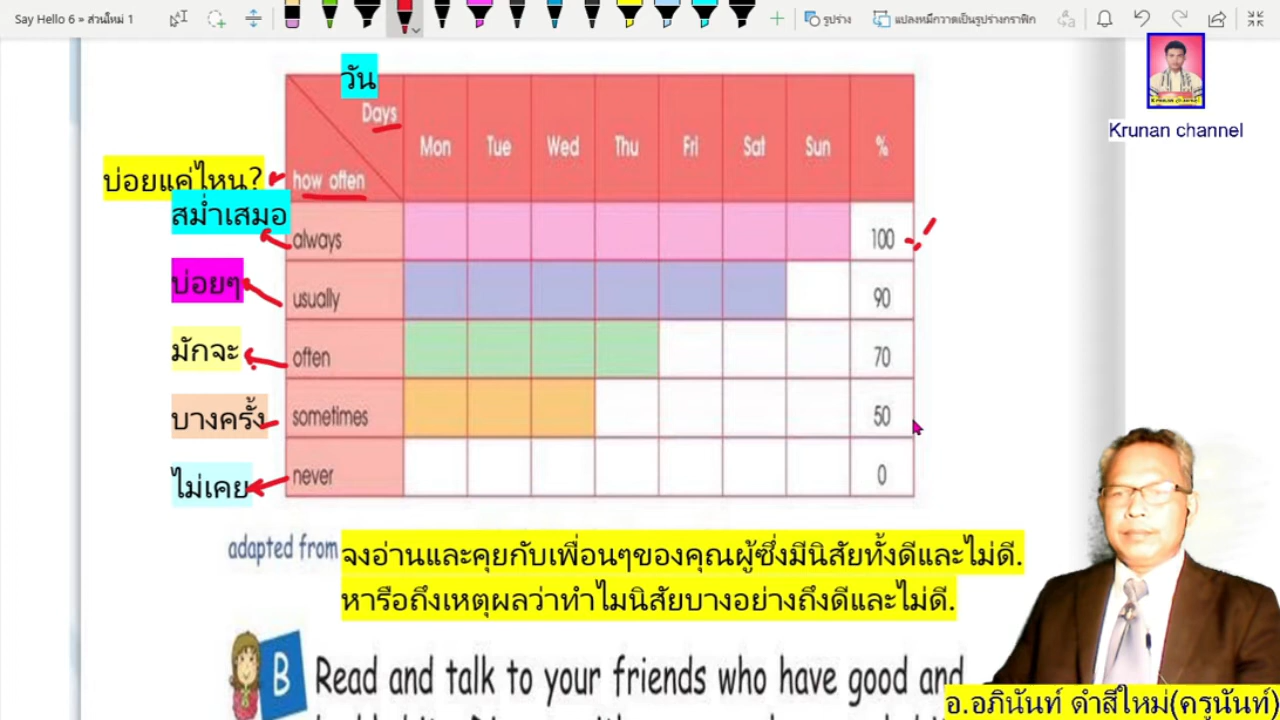 Say Hello 6 » ส่วนใหม่ 1
รูปร่าง
แปลงหมึกวาดเป็นรูปร่างกราฟิก
Krunan channel
วัน
Days
Mon Tue Wed Thu Fri Sat Sun %
บ่อยแค่ไหน?
how often
สม่ำเสมอ
always 100
บ่อยๆ
usually 90
มักจะ
often 70
บางครั้ง
sometimes 50
ไม่เคย
never 0
adapted from
จงอ่านและคุยกับเพื่อนๆของคุณผู้ซึ่งมีนิสัยทั้งดีและไม่ดี.
หารือถึงเหตุผลว่าทำไมนิสัยบางอย่างถึงดีและไม่ดี.
B
Read and talk to your friends who have good and
อ.อภินันท์ ดำสีใหม่(ครูนันท์)